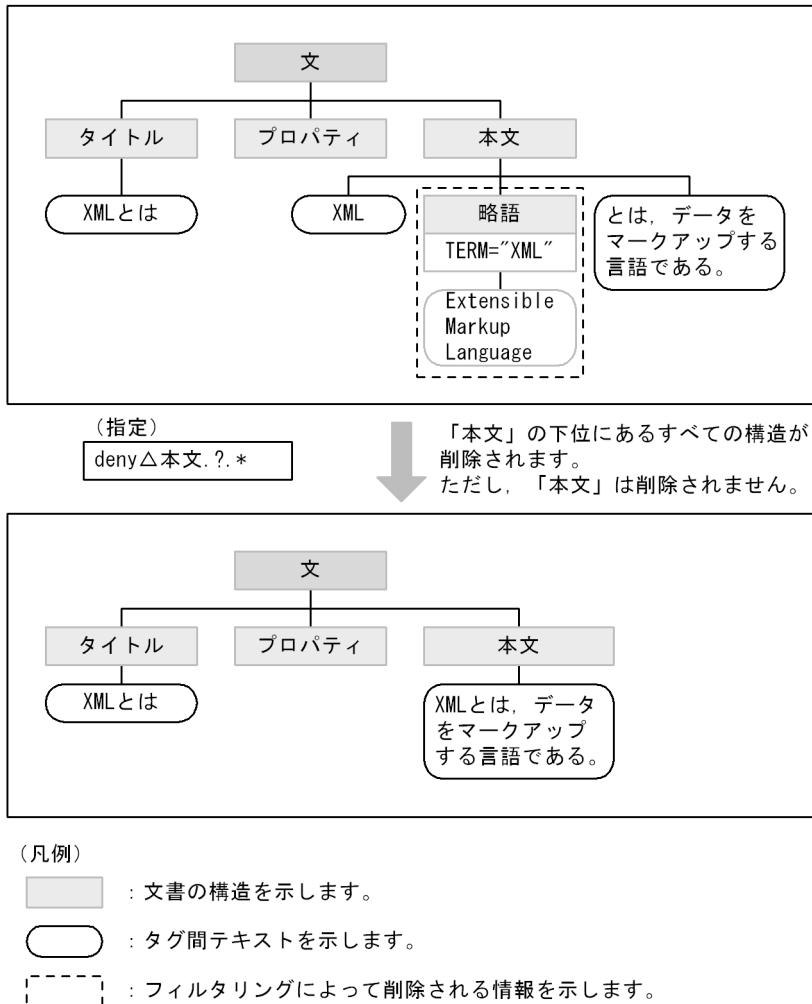 文
タイトル
プロパティ
本文
XMLとは
XML
略語
TERM="XML"
Extensible
Markup
Language
とは，データを
マークアップする
言語である。
（指定）
deny△本文.?.*
「本文」の下位にあるすべての構造が
削除されます。
ただし，「本文」は削除されません。
文
タイトル
プロパティ
本文
XMLとは
XMLとは，データ
をマークアップ
する言語である。
（凡例）
：文書の構造を示します。
：タグ間テキストを示します。
：フィルタリングによって削除される情報を示します。